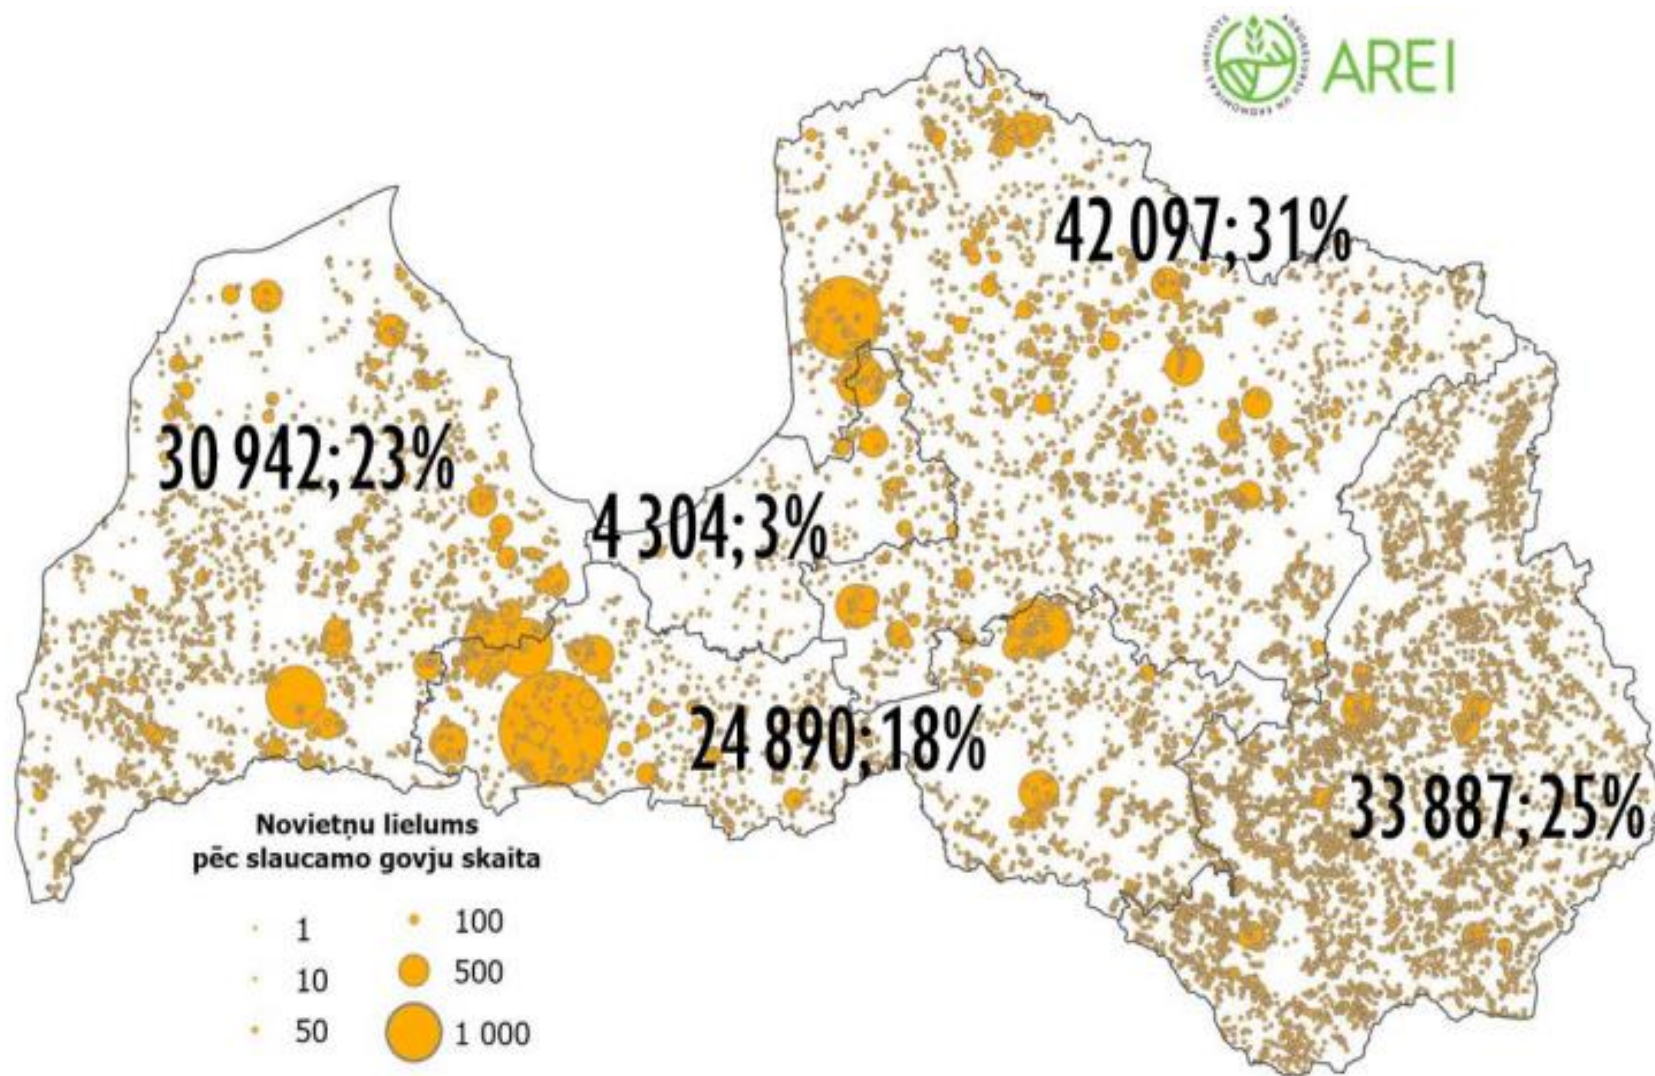 AREI
42 097; 31%
30 942; 23%
4 304; 3%
24 890; 18%
33 887; 25%
Novietņu lielums
pēc slaucamo govju skaita
1
10
50
100
500
1 000